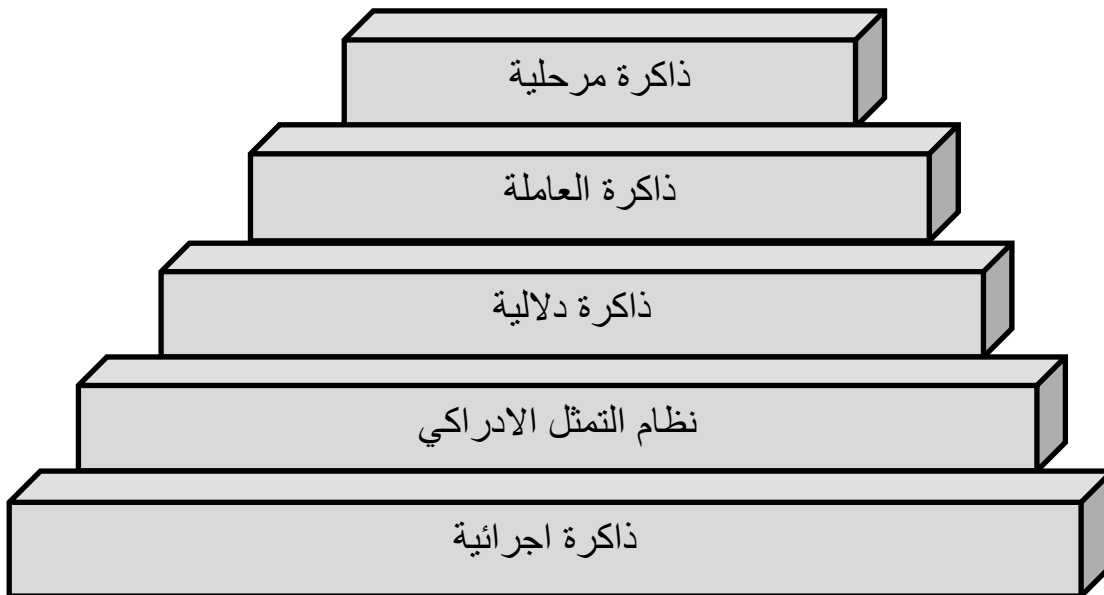 ذاكرة مرحلية
ذاكرة العاملة
ذاكرة دلالية
نظام التمثل الادراكي
ذاكرة اجرائية